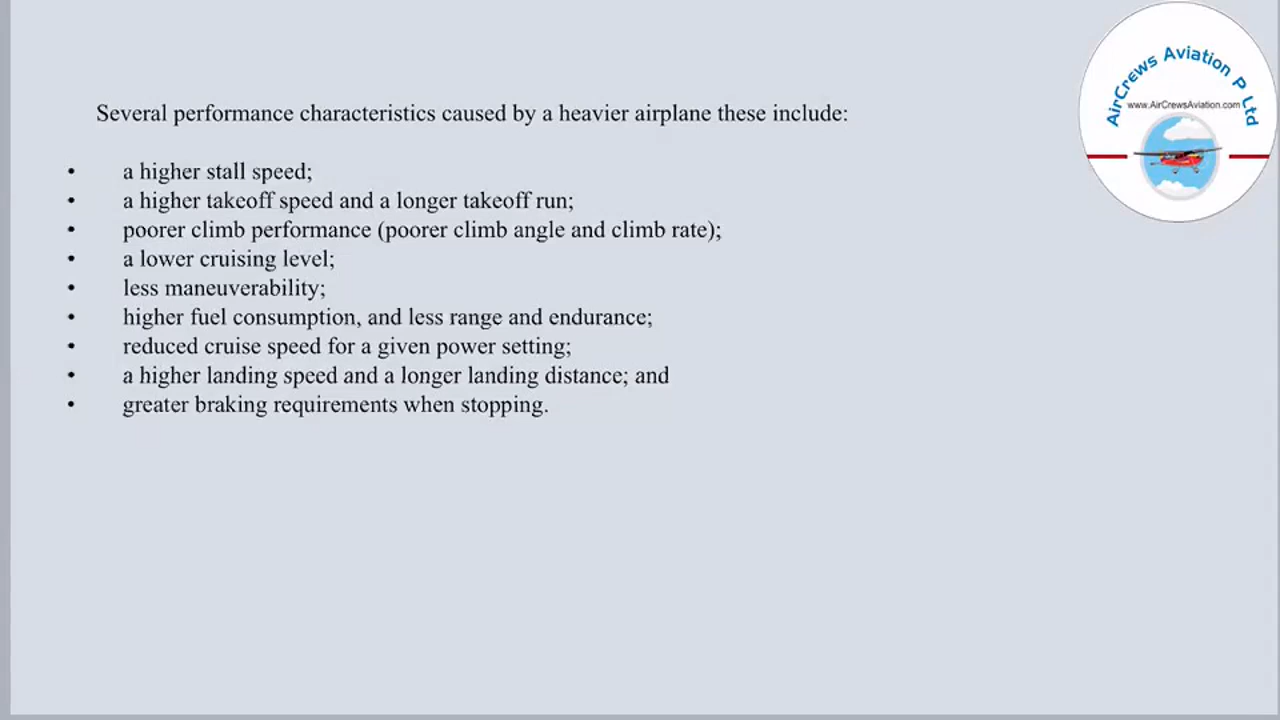 Several performance characteristics caused by a heavier airplane these include:
• a higher stall speed;
• a higher takeoff speed and a longer takeoff run;
• poorer climb performance (poorer climb angle and climb rate);
• a lower cruising level;
• less maneuverability;
• higher fuel consumption, and less range and endurance;
• reduced cruise speed for a given power setting;
• a higher landing speed and a longer landing distance; and
• greater braking requirements when stopping.
AirCrews Aviation P Ltd
www.AirCrewsAviation.com